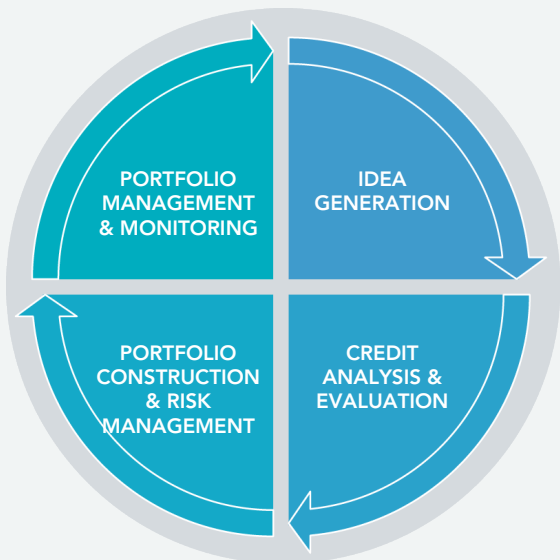 PORTFOLIO
MANAGEMENT
& MONITORING
IDEA
GENERATION
PORTFOLIO
CONSTRUCTION
& RISK
MANAGEMENT
CREDIT
ANALYSIS &
EVALUATION